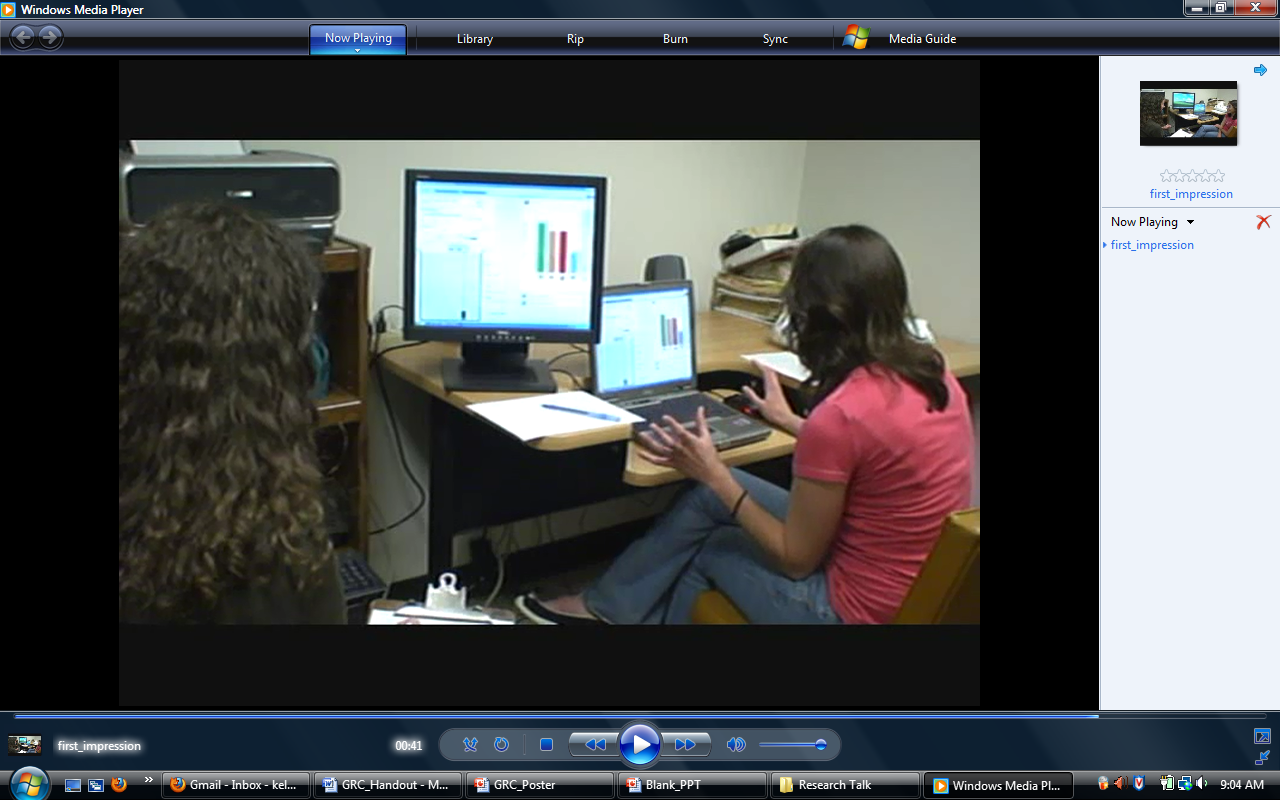 Windows Media Player
Now Playing
Library
Rip
Burn
Sync
Media Guide
first_impression
Now Playing
first_impression
first_impression
00:41
Gmail - Inbox - kel...
GRC_Handout - M...
GRC_Poster
Blank_PPT
Research Talk
Windows Media Pl...
9:04 AM